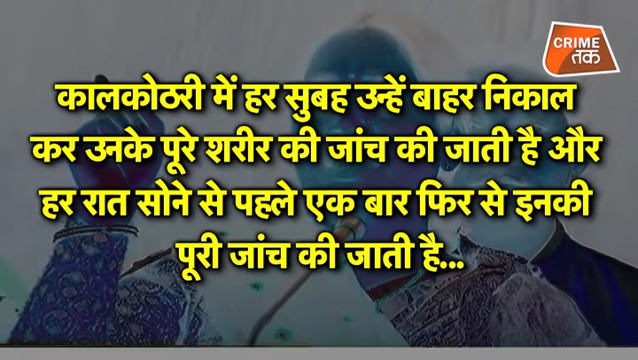 CRIME
तक
कालकोठरी में हर सुबह उन्हें बाहर निकाल
कर उनके पूरे शरीर की जांच की जाती है और
हर रात सोने से पहले एक बार फिर से इनकी
पूरी जांच की जाती है...